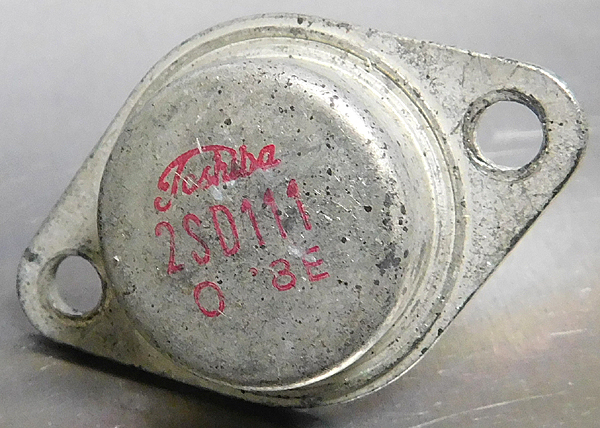 Toshiba
2SD111
O 3E